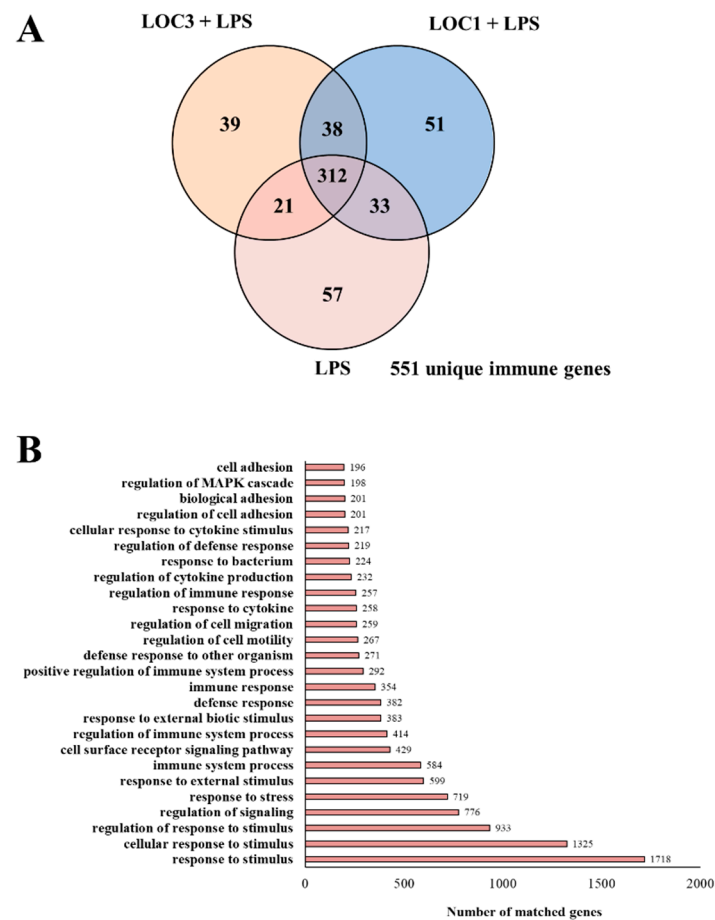 A
LOC3 + LPS
LOC1 + LPS
39
38
51
312
21
33
57
LPS
551 unique immune genes
B
cell adhesion 196
regulation of MAPK cascade 198
biological adhesion 201
regulation of cell adhesion 201
cellular response to cytokine stimulus 217
regulation of defense response 219
response to bacterium 224
regulation of cytokine production 232
regulation of immune response 257
response to cytokine 258
regulation of cell migration 259
regulation of cell motility 267
defense response to other organism 271
positive regulation of immune system process 292
immune response 354
defense response 382
response to external biotic stimulus 383
regulation of immune system process 414
cell surface receptor signaling pathway 429
immune system process 584
response to external stimulus 599
response to stress 719
regulation of signaling 776
regulation of response to stimulus 933
cellular response to stimulus 1325
response to stimulus 1718
0 500 1000 1500 2000
Number of matched genes